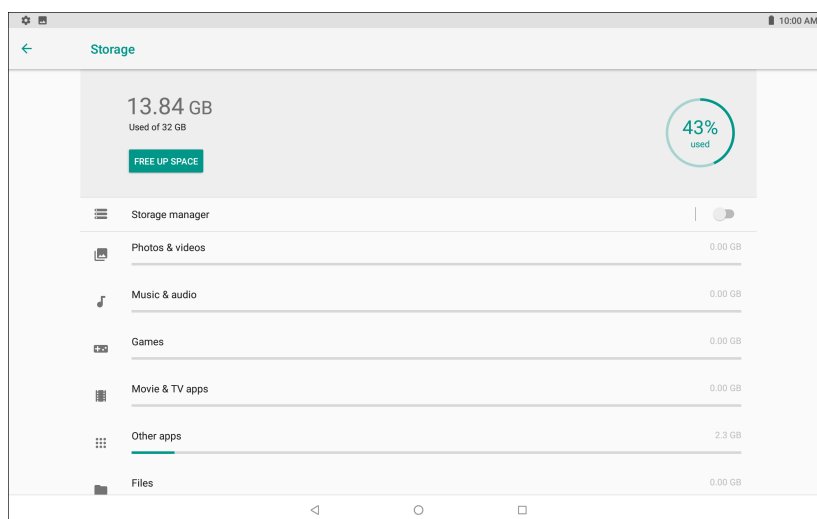 10:00 AM
Storage
13.84 GB
Used of 32 GB
43%
used
FREE UP SPACE
Storage manager
Photos & videos 0.00 GB
Music & audio 0.00 GB
Games 0.00 GB
Movie & TV apps 0.00 GB
Other apps 2.3 GB
Files 0.00 GB